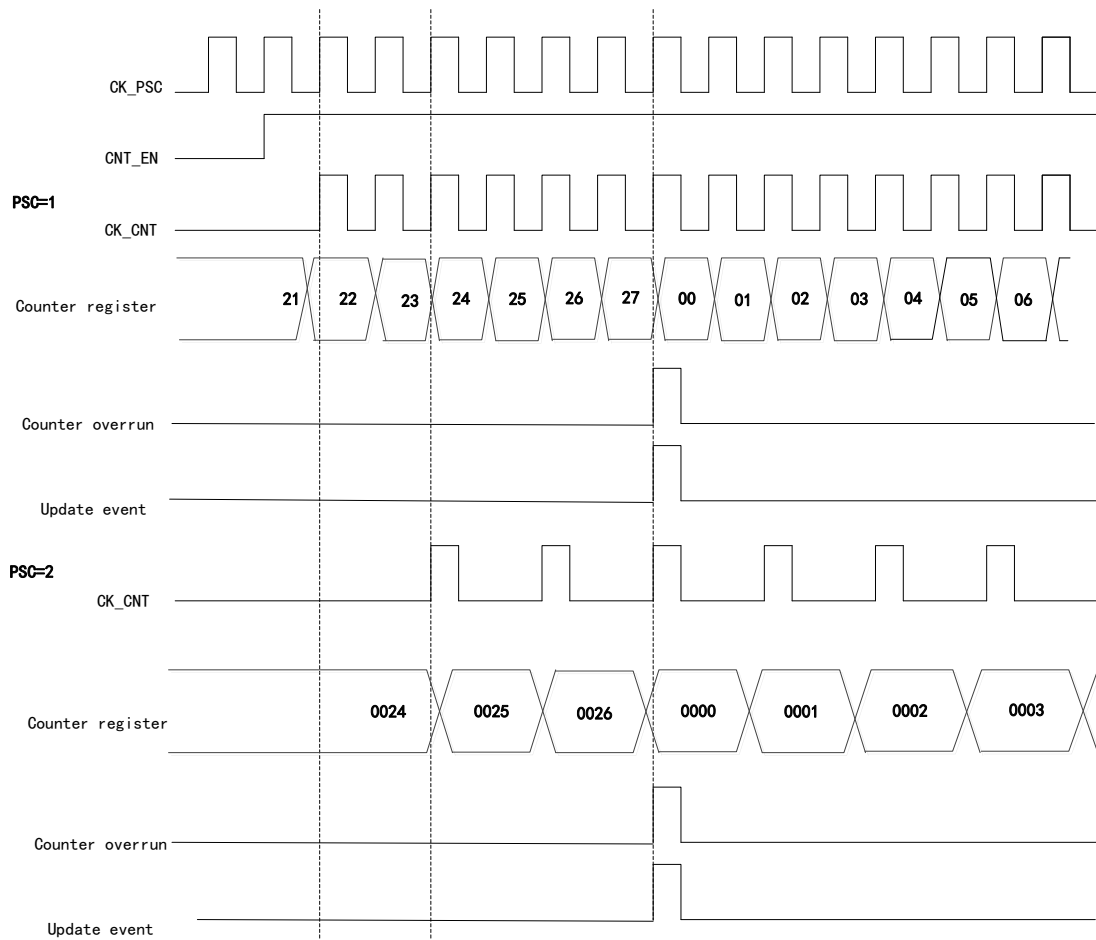 CK_PSC
CNT_EN
PSC=1
CK_CNT
Counter register 21 22 23 24 25 26 27 00 01 02 03 04 05 06
Counter overrun
Update event
PSC=2
CK_CNT
Counter register 0024 0025 0026 0000 0001 0002 0003
Counter overrun
Update event